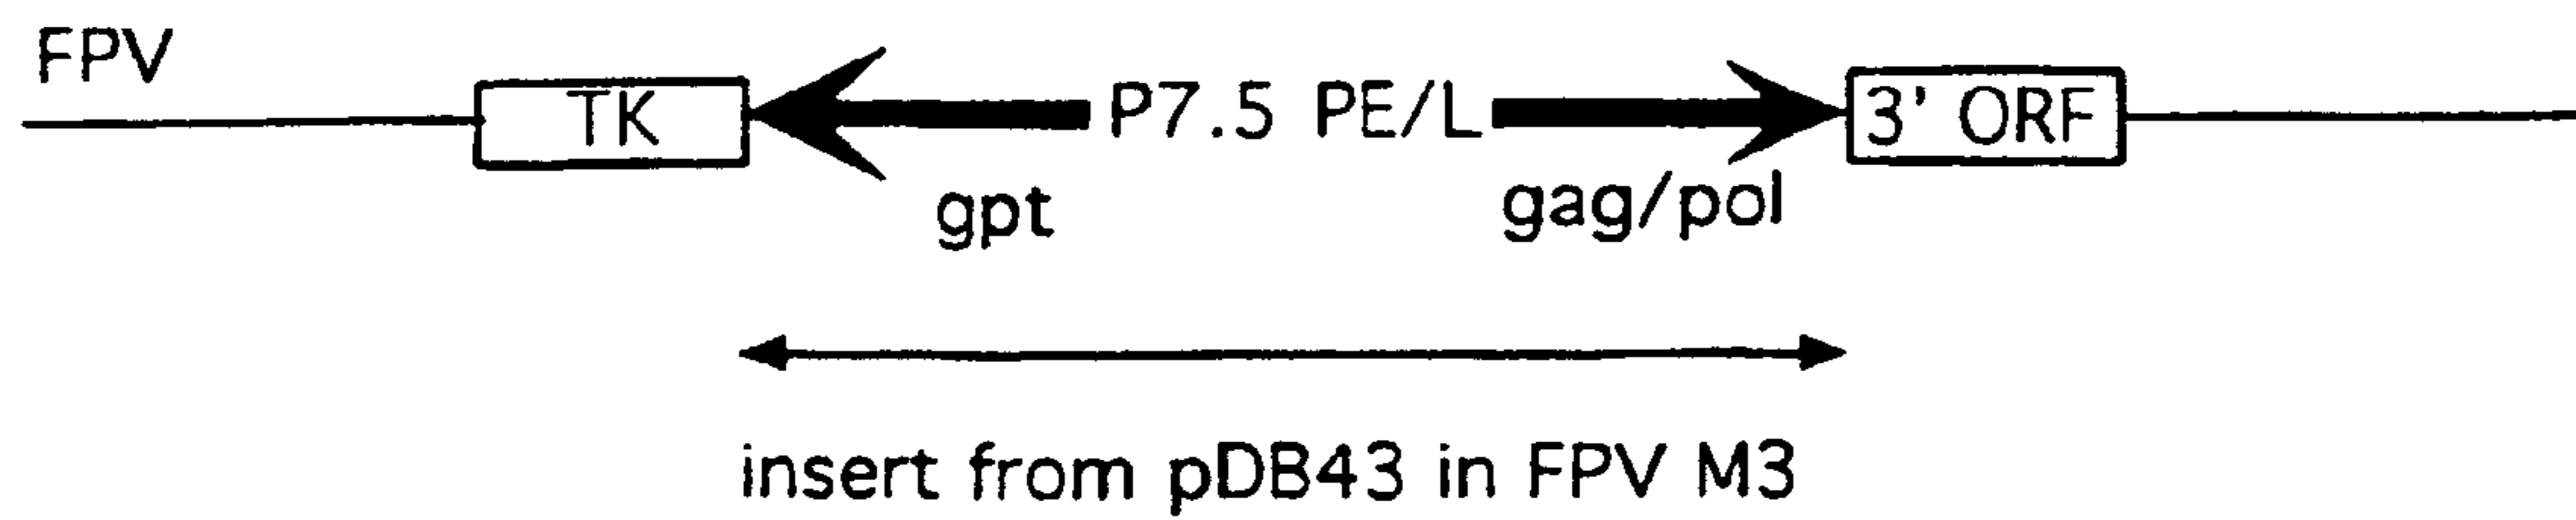 FPV
TK P7.5 PE/L 3' ORF
gpt gag/pol
insert from pDB43 in FPV M3